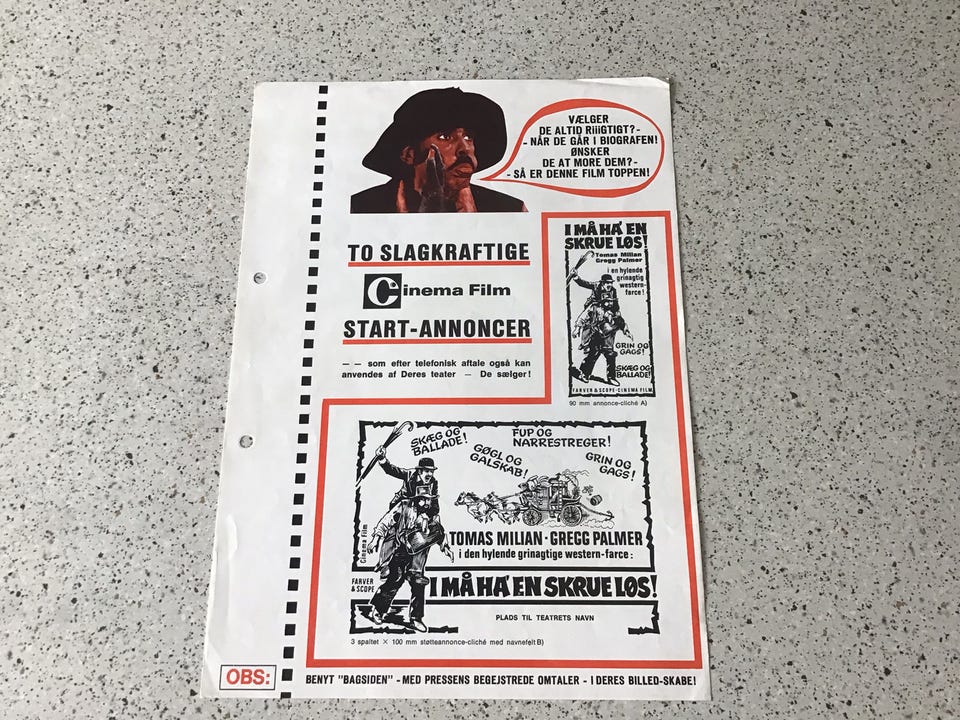 VÆLGER
DE ALTID RIiiGTIGT?-
- NÅR DE GÅR I BIOGRAFEN!
ØNSKER
DE AT MORE DEM?-
- SÅ ER DENNE FILM TOPPEN!
TO SLAGKRAFTIGE
Cinema Film
START-ANNONCER
— — som efter telefonisk aftale også kan
anvendes af Deres teater — De sælger!
I MÅ HA' EN
SKRUE LØS!
Tomas Milian
Gregg Palmer
i en hylende
grinagtig
western-
farce!
GRIN OG
GAGS!
SKÆG OG
BALLADE!
FARVER & SCOPE · CINEMA FILM
90 mm annonce-cliché A)
SKÆG OG
BALLADE!
FUP OG
NARRESTREGER!
GØGL OG
GALSKAB!
GRIN OG
GAGS!
TOMAS MILIAN · GREGG PALMER
i den hylende grinagtige western-farce:
Cinema Film
FARVER
& SCOPE
I MÅ HA' EN SKRUE LØS!
PLADS TIL TEATRETS NAVN
3 spaltet × 100 mm støtteannonce-cliché med navnefelt B)
OBS:
BENYT "BAGSIDEN" - MED PRESSENS BEGEJSTREDE OMTALER - I DERES BILLED-SKABE!